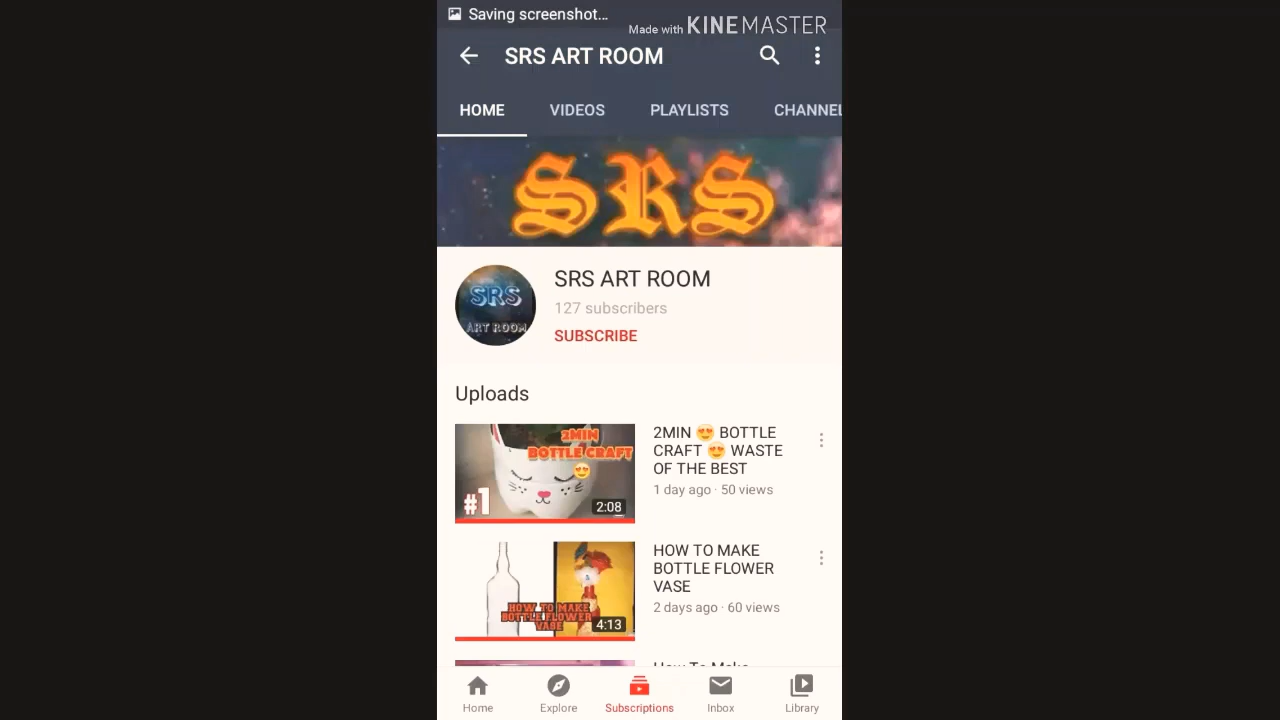 Saving screenshot...
Made with KINEMASTER
SRS ART ROOM
HOME VIDEOS PLAYLISTS CHANNEL
SRS
SRS
ART ROOM
SRS ART ROOM
127 subscribers
SUBSCRIBE
Uploads
2MIN
BOTTLE CRAFT
😍
#1
2:08
2MIN 😍 BOTTLE
CRAFT 😍 WASTE
OF THE BEST
1 day ago · 50 views
HOW TO MAKE
BOTTLE FLOWER
VASE
4:13
HOW TO MAKE
BOTTLE FLOWER
VASE
2 days ago · 60 views
How To Make
Home Explore Subscriptions Inbox Library